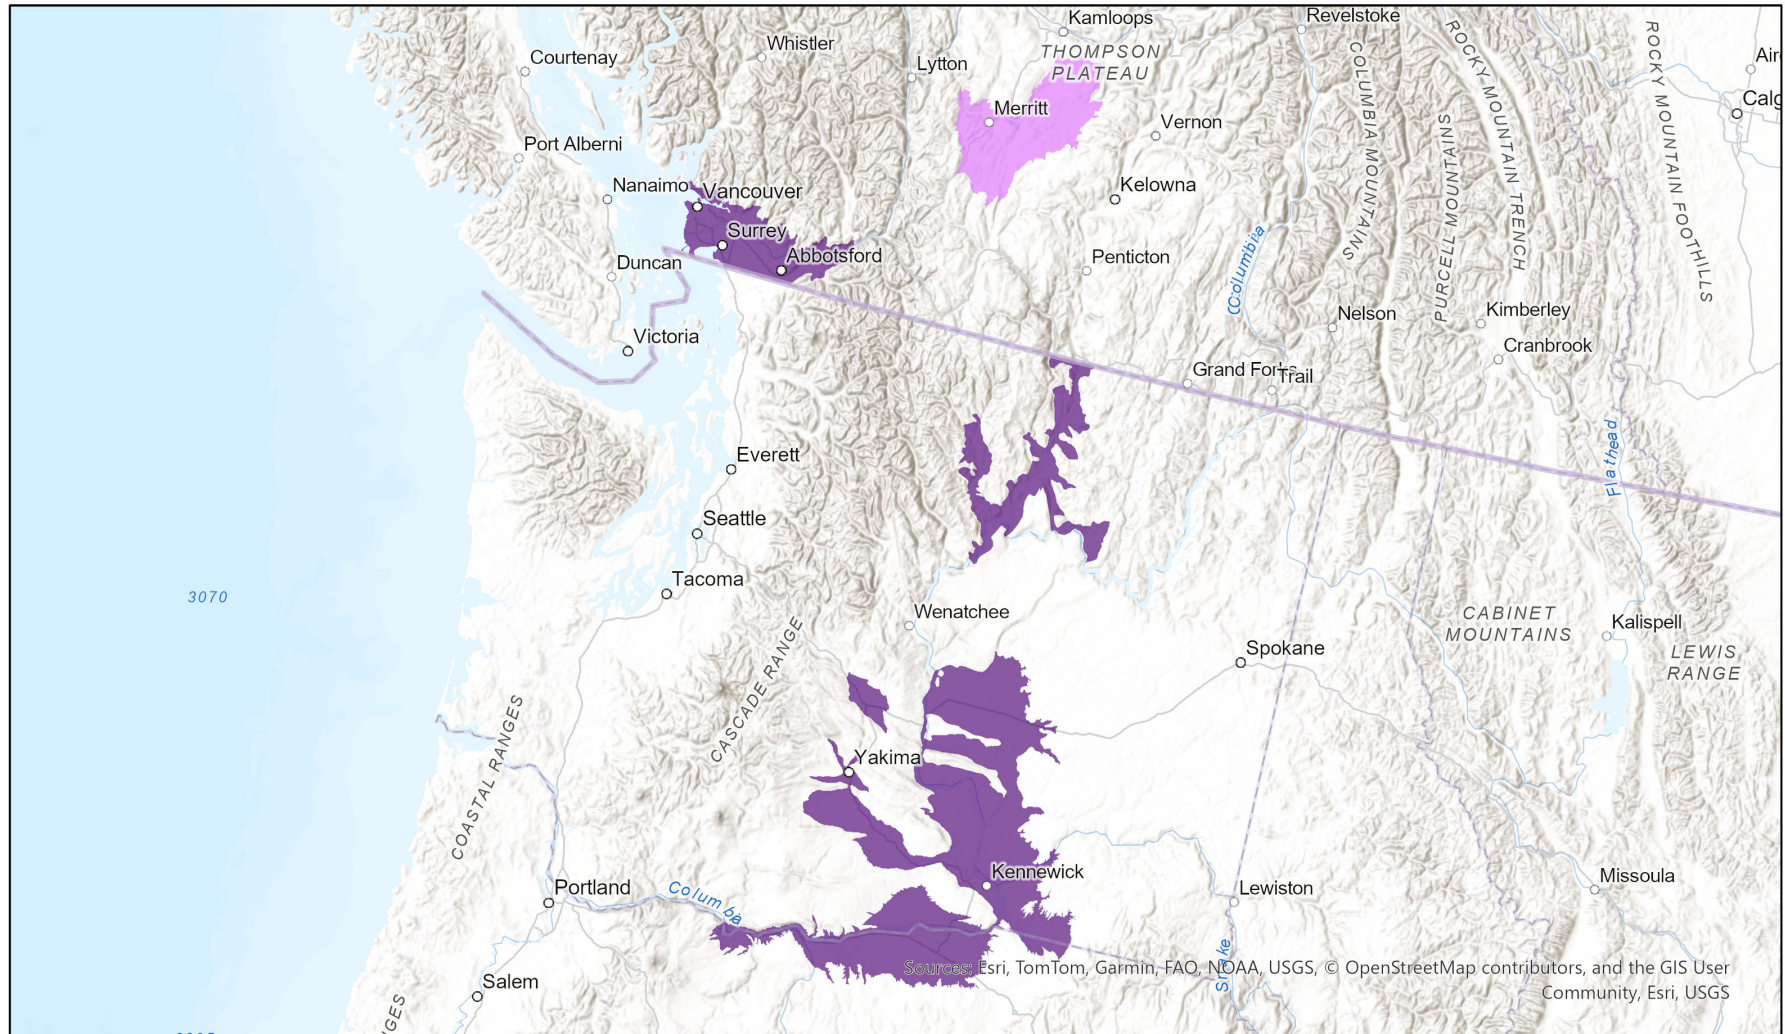 Kamloops
Revelstoke
Courtenay
Whistler
Lytton
THOMPSON
PLATEAU
COLUMBIA MOUNTAINS
ROCKY MOUNTAIN TRENCH
ROCKY MOUNTAIN FOOTHILLS
Merritt
Vernon
PURCELL MOUNTAINS
Port Alberni
Nanaimo
Vancouver
Kelowna
Surrey
Abbotsford
Duncan
Penticton
Columbia
Victoria
Nelson
Kimberley
Cranbrook
Grand Forks
Trail
Flathead
Everett
Seattle
Tacoma
3070
Wenatchee
CABINET
MOUNTAINS
Kalispell
LEWIS
RANGE
Spokane
CASCADE RANGE
COASTAL RANGES
Yakima
Kennewick
Portland
Columba
Lewiston
Missoula
Snake
Salem
Sources: Esri, TomTom, Garmin, FAO, NOAA, USGS, © OpenStreetMap contributors, and the GIS User
Community, Esri, USGS